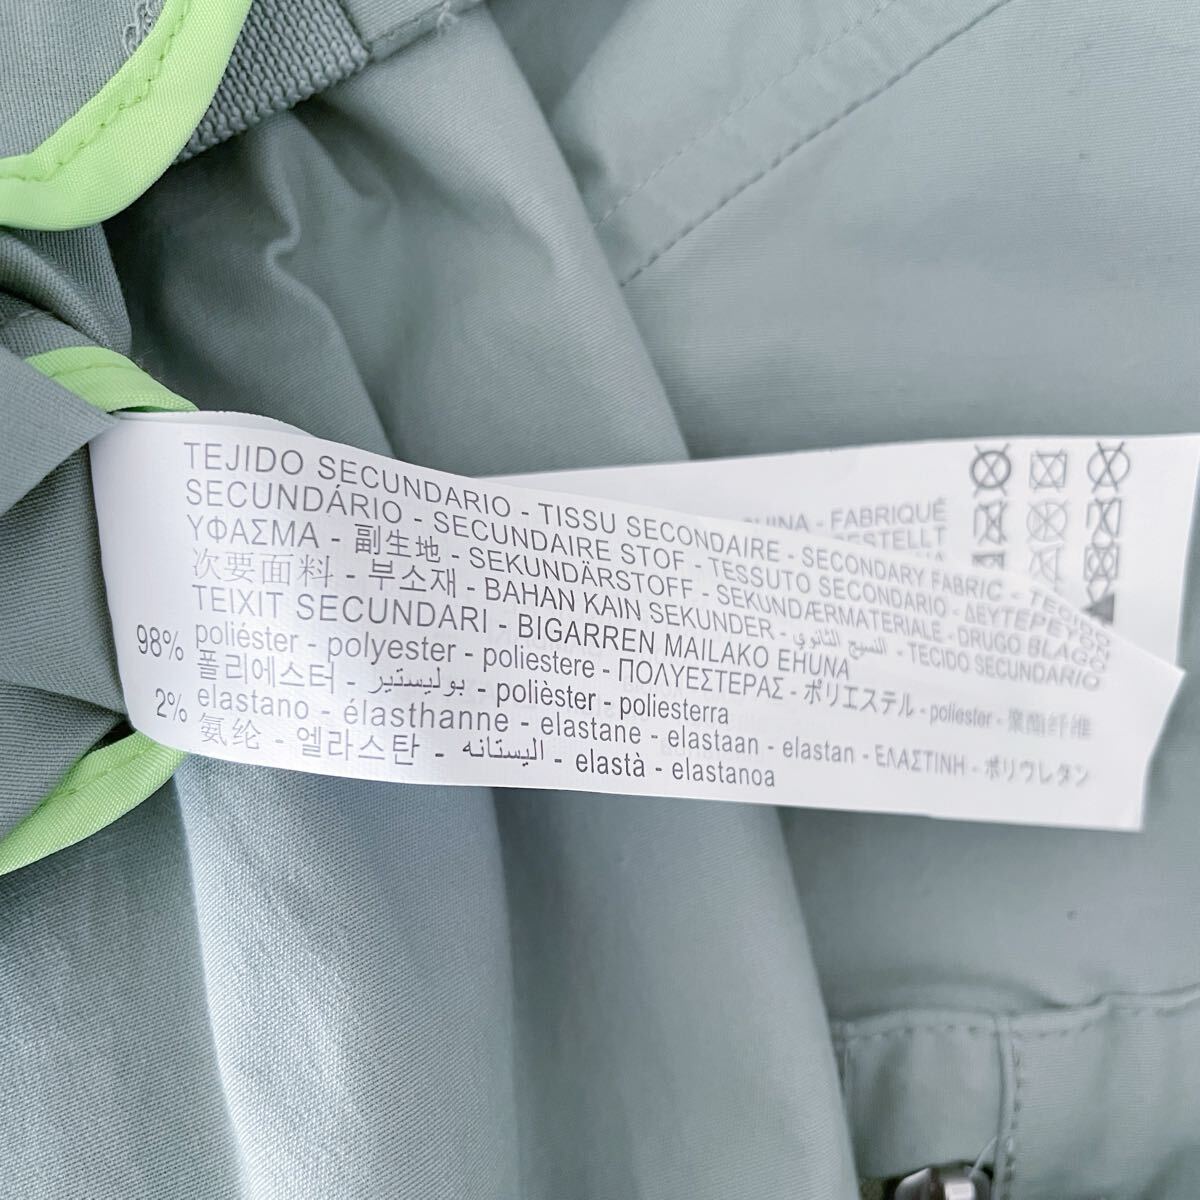 TEJIDO SECUNDARIO - TISSU SECONDAIRE - SECONDARY FABRIC -
SECUNDÁRIO - SECUNDAIRE STOF - TESSUTO SECONDARIO - ΔΕΥΤΕΡΕΥΟΝ
ΥΦΑΣΜΑ - 副生地 - SEKUNDÄRSTOFF - SEKUNDÆRMATERIALE - DRUGO BLAGO
次要面料 - 부소재 - BAHAN KAIN SEKUNDER - النسيج الثانوي - TECIDO SECUNDARIO
TEIXIT SECUNDARI - BIGARREN MAILAKO EHUNA
98% poliéster - polyester - poliestere - ΠΟΛΥΕΣΤΕΡΑΣ - ポリエステル - poliester - 聚酯纤维
폴리에스터 - بوليستير - polièster - poliesterra
2% elastano - élasthanne - elastane - elastaan - elastan - ΕΛΑΣΤΙΝΗ - ポリウレタン
氨纶 - 엘라스탄 - اليستانه - elastà - elastanoa
CHINA - FABRIQUÉ